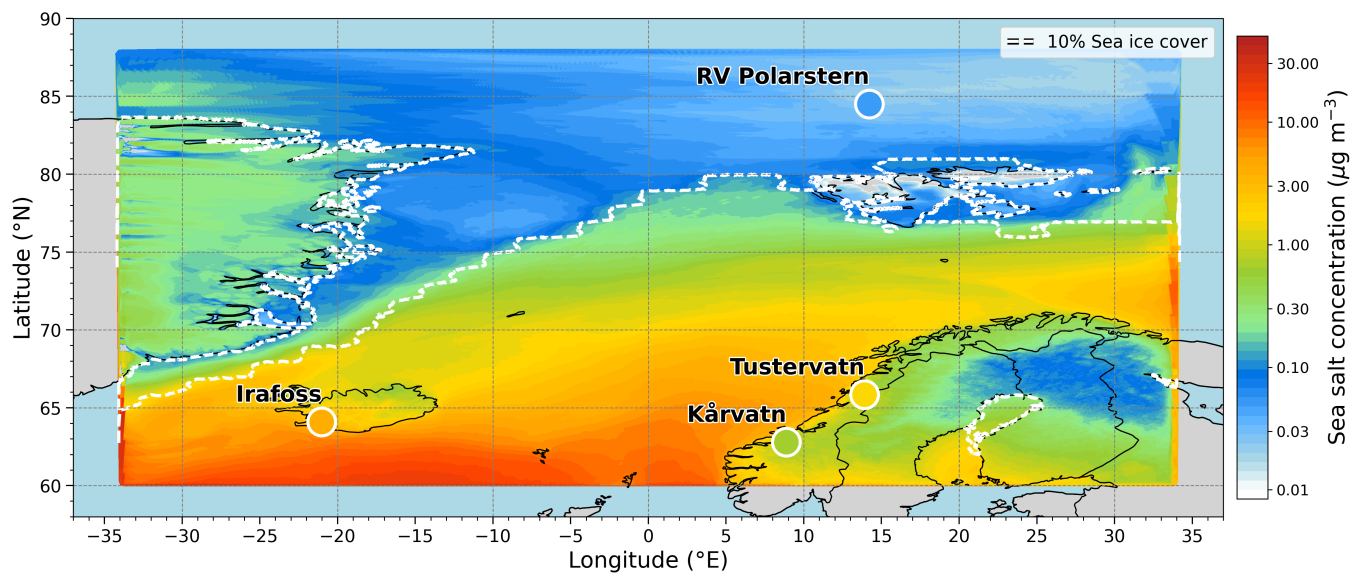 90
85
80
75
70
65
60
Latitude (°N)
10% Sea ice cover
RV Polarstern
Tustervatn
Irafoss
Kårvatn
−35 −30 −25 −20 −15 −10 −5 0 5 10 15 20 25 30 35
Longitude (°E)
30.00
10.00
3.00
1.00
0.30
0.10
0.03
0.01
Sea salt concentration (μg m⁻³)